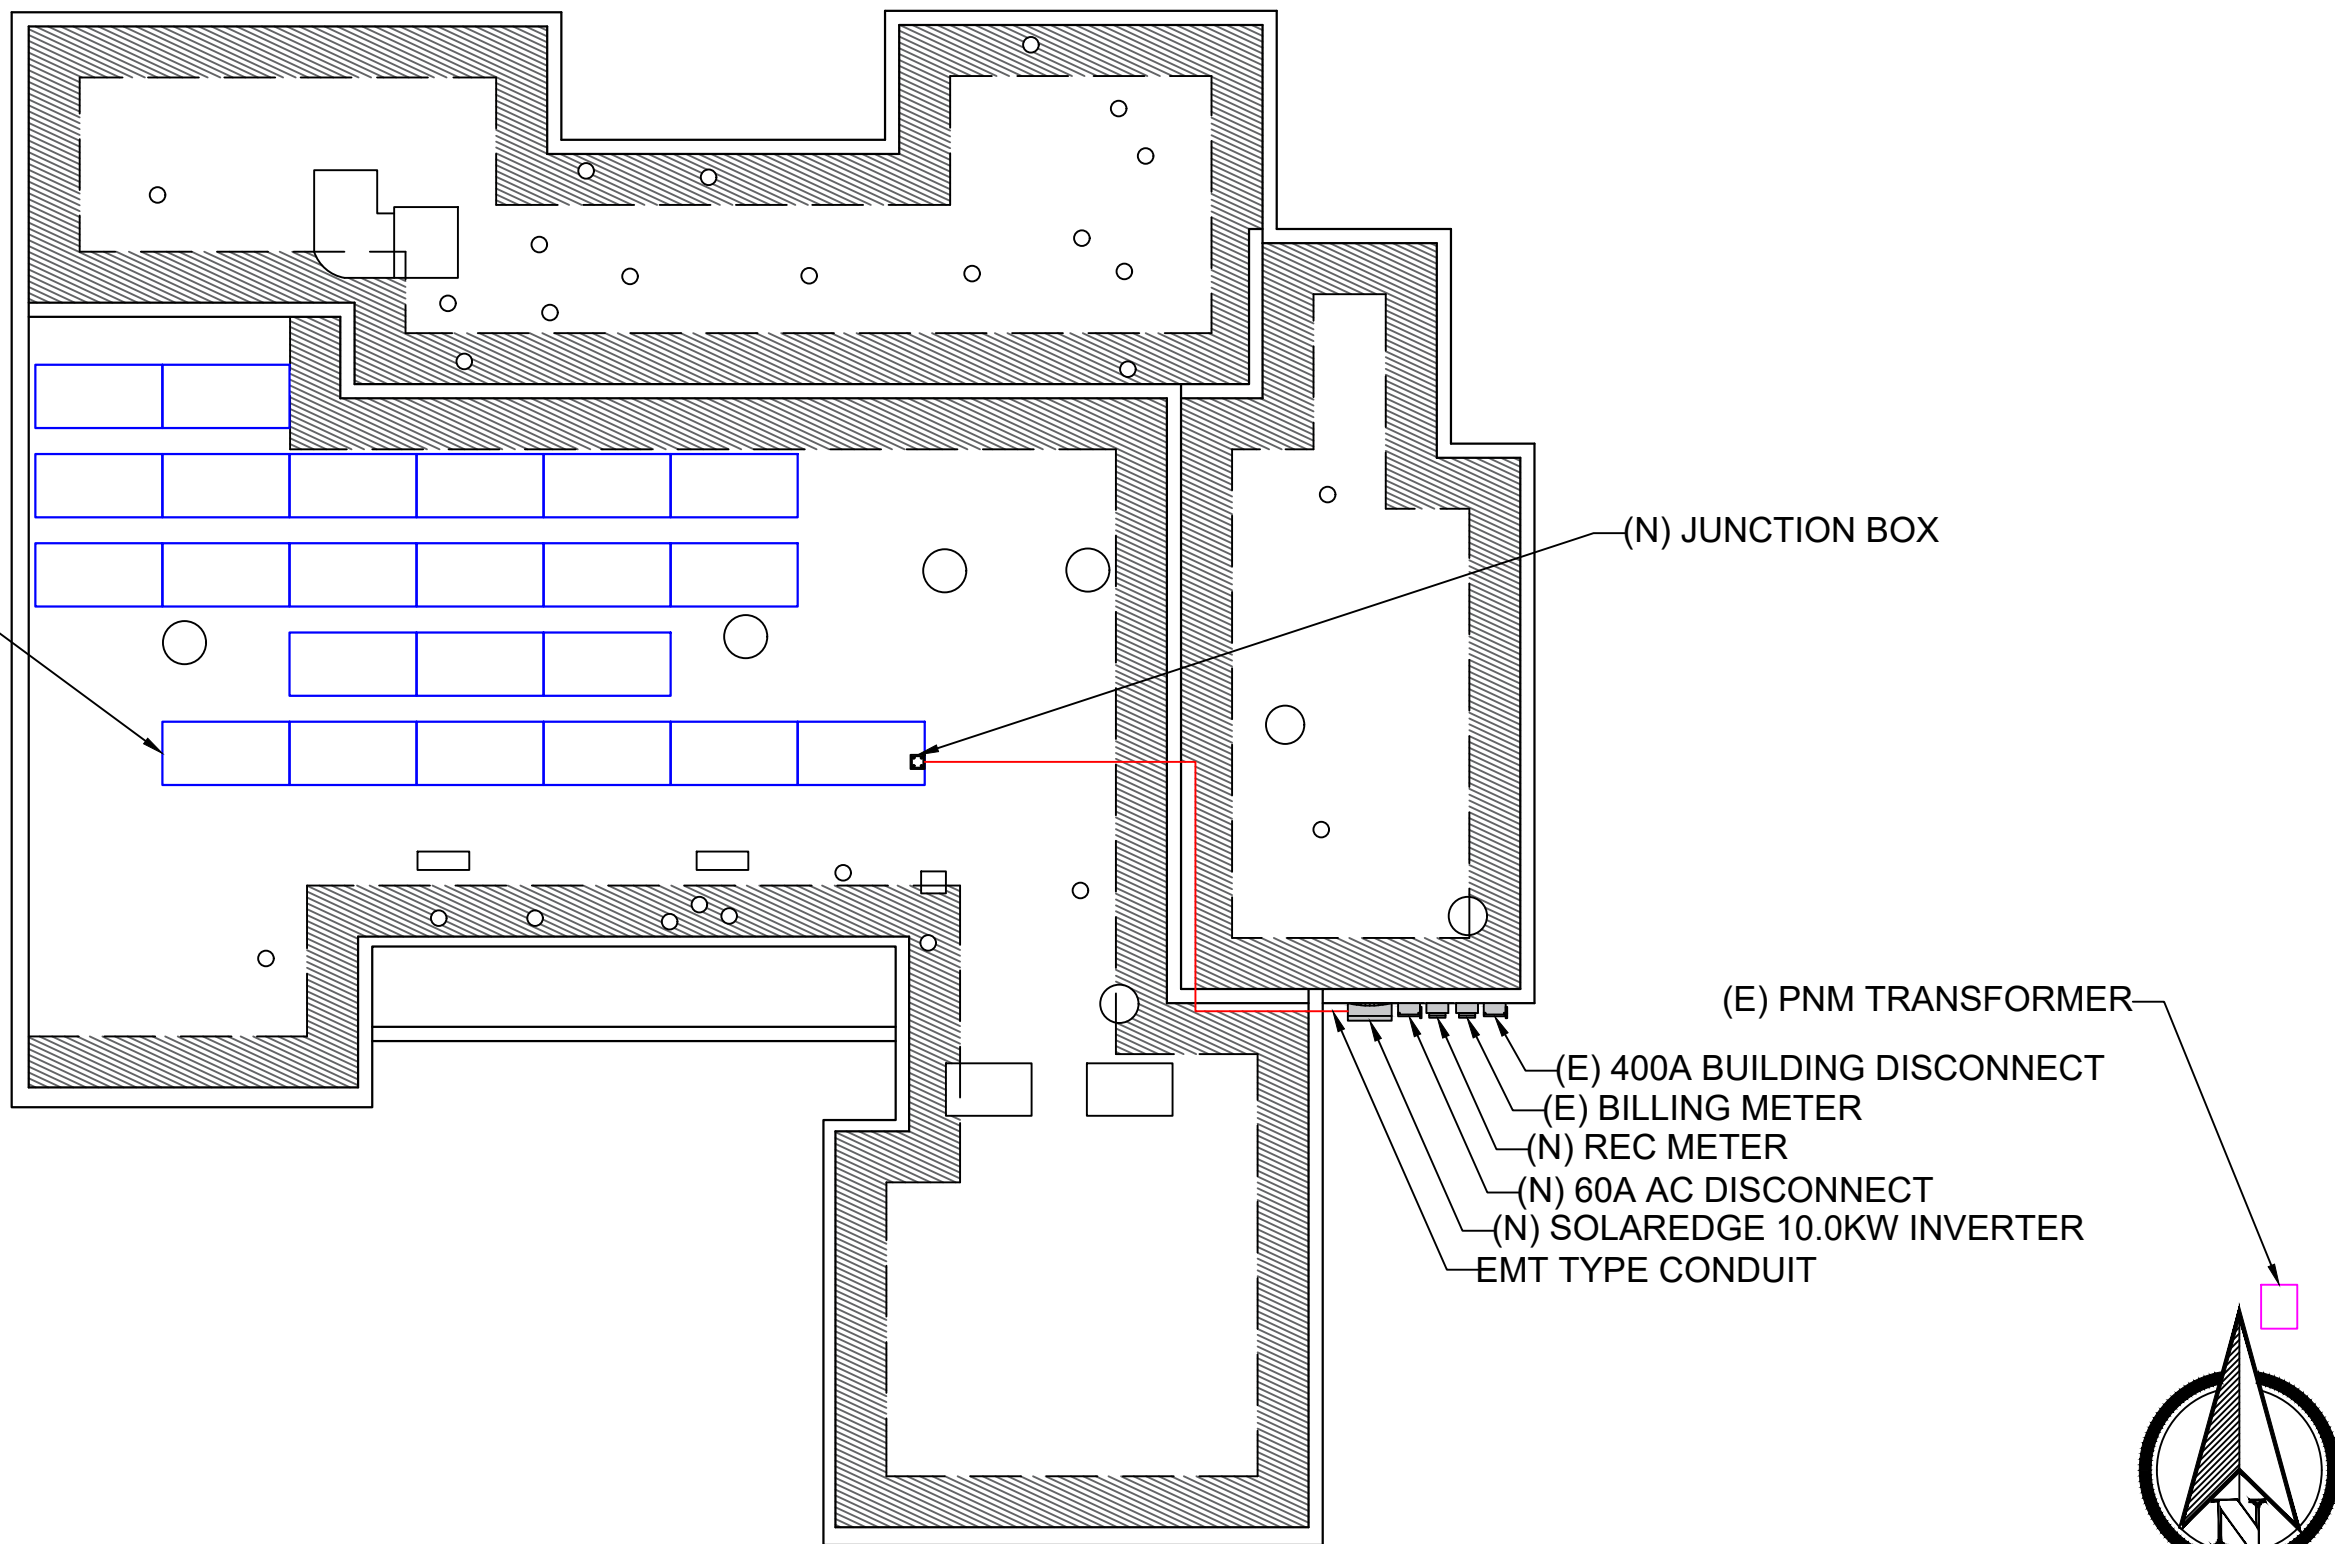 (N) JUNCTION BOX
(E) PNM TRANSFORMER
(E) 400A BUILDING DISCONNECT
(E) BILLING METER
(N) REC METER
(N) 60A AC DISCONNECT
(N) SOLAREDGE 10.0KW INVERTER
EMT TYPE CONDUIT
N